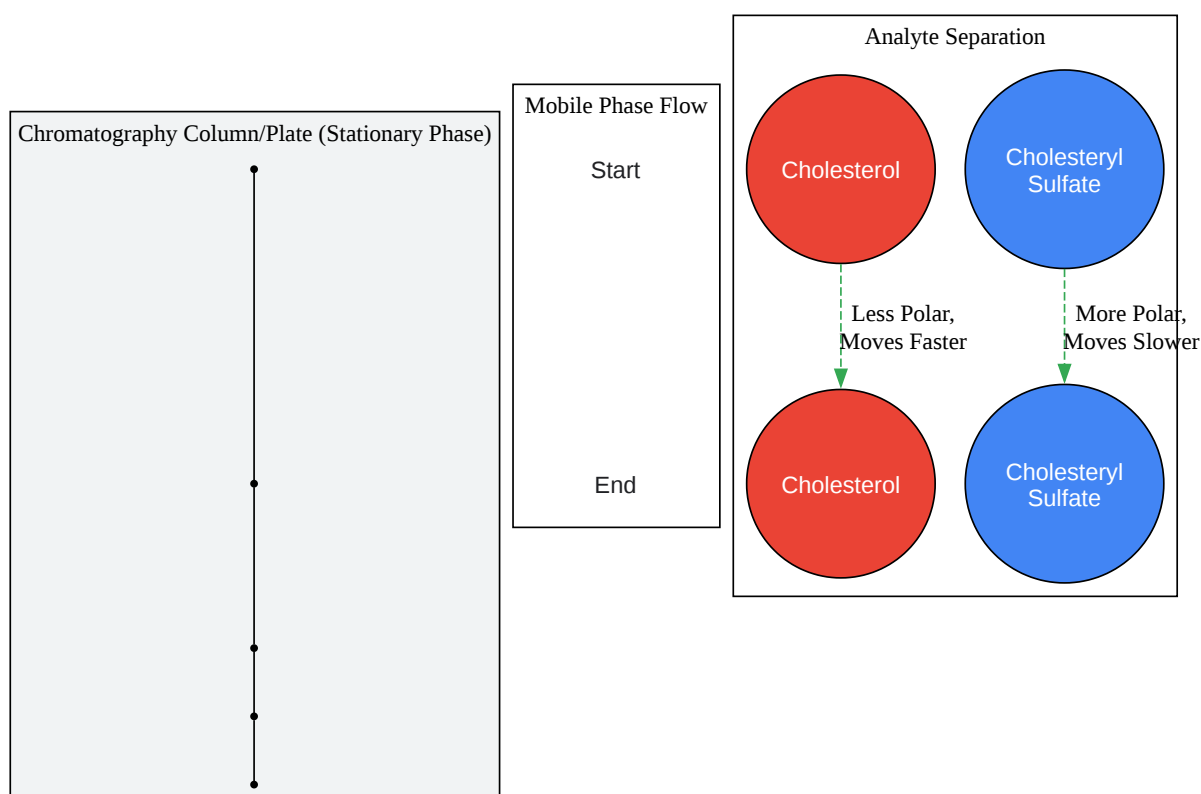 Chromatography Column/Plate (Stationary Phase)
Mobile Phase Flow
Start
End
Analyte Separation
Cholesterol
Cholesteryl
Sulfate
Less Polar,
Moves Faster
More Polar,
Moves Slower
Cholesterol
Cholesteryl
Sulfate